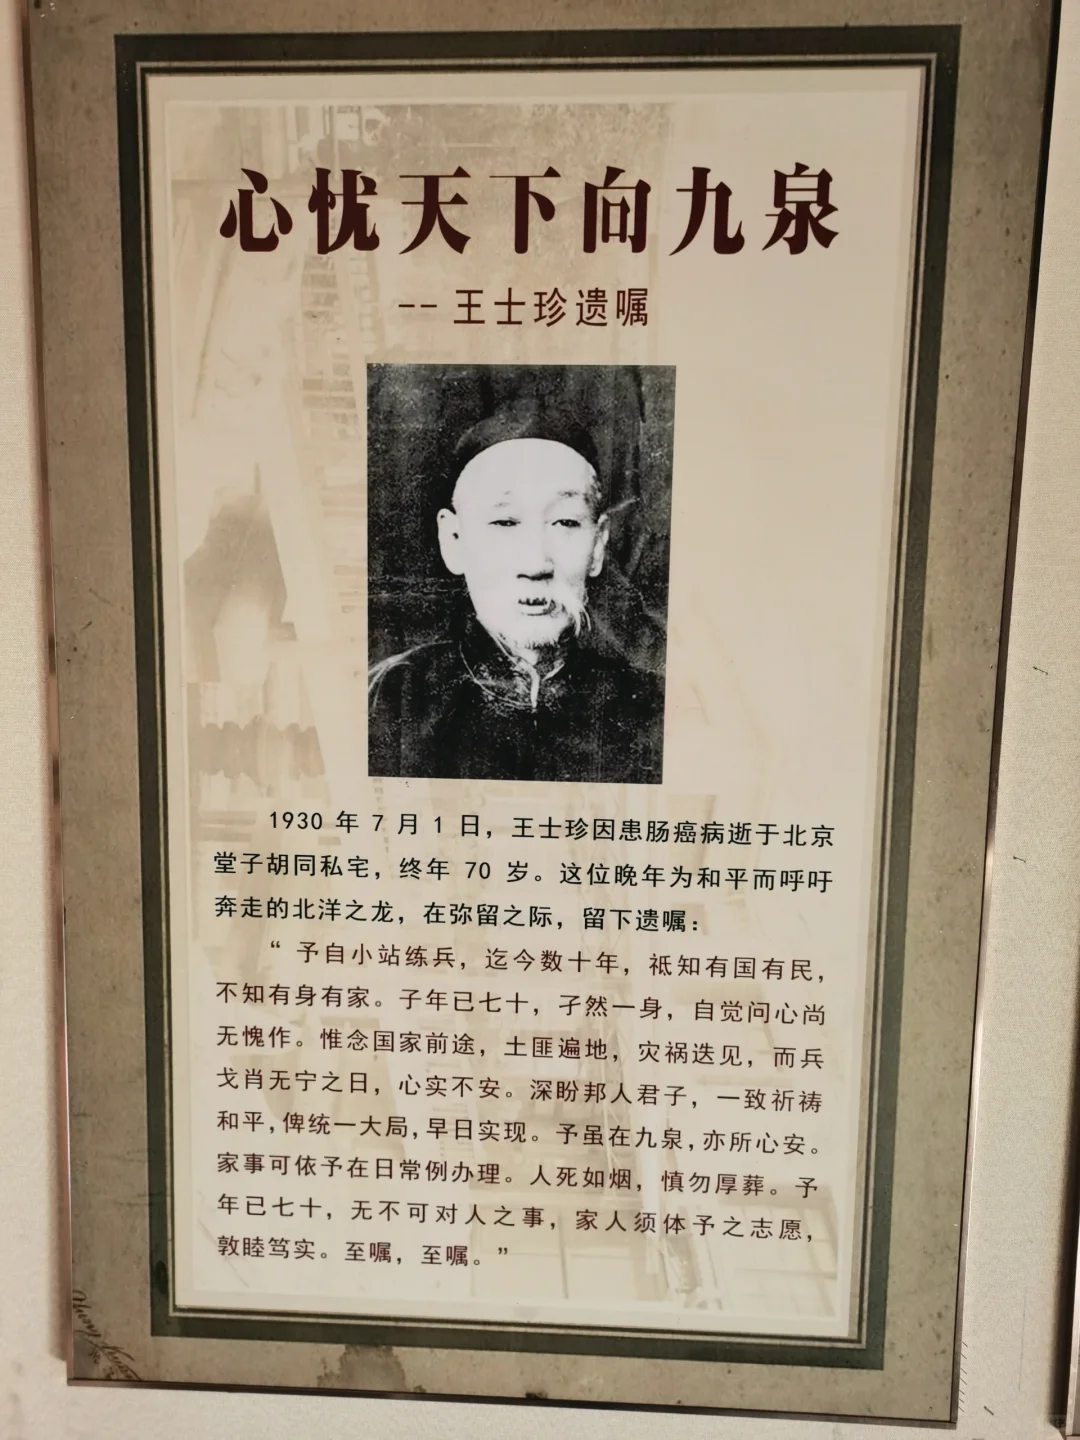 心忧天下向九泉
--王士珍遗嘱
1930 年 7 月 1 日，王士珍因患肠癌病逝于北京
堂子胡同私宅，终年 70 岁。这位晚年为和平而呼吁
奔走的北洋之龙，在弥留之际，留下遗嘱：
“ 予自小站练兵，迄今数十年，祗知有国有民，
不知有身有家。子年已七十，孑然一身，自觉问心尚
无愧作。惟念国家前途，土匪遍地，灾祸迭见，而兵
戈肖无宁之日，心实不安。深盼邦人君子，一致祈祷
和平，俾统一大局，早日实现。予虽在九泉，亦所心安。
家事可依予在日常例办理。人死如烟，慎勿厚葬。予
年已七十，无不可对人之事，家人须体予之志愿，
敦睦笃实。至嘱，至嘱。”